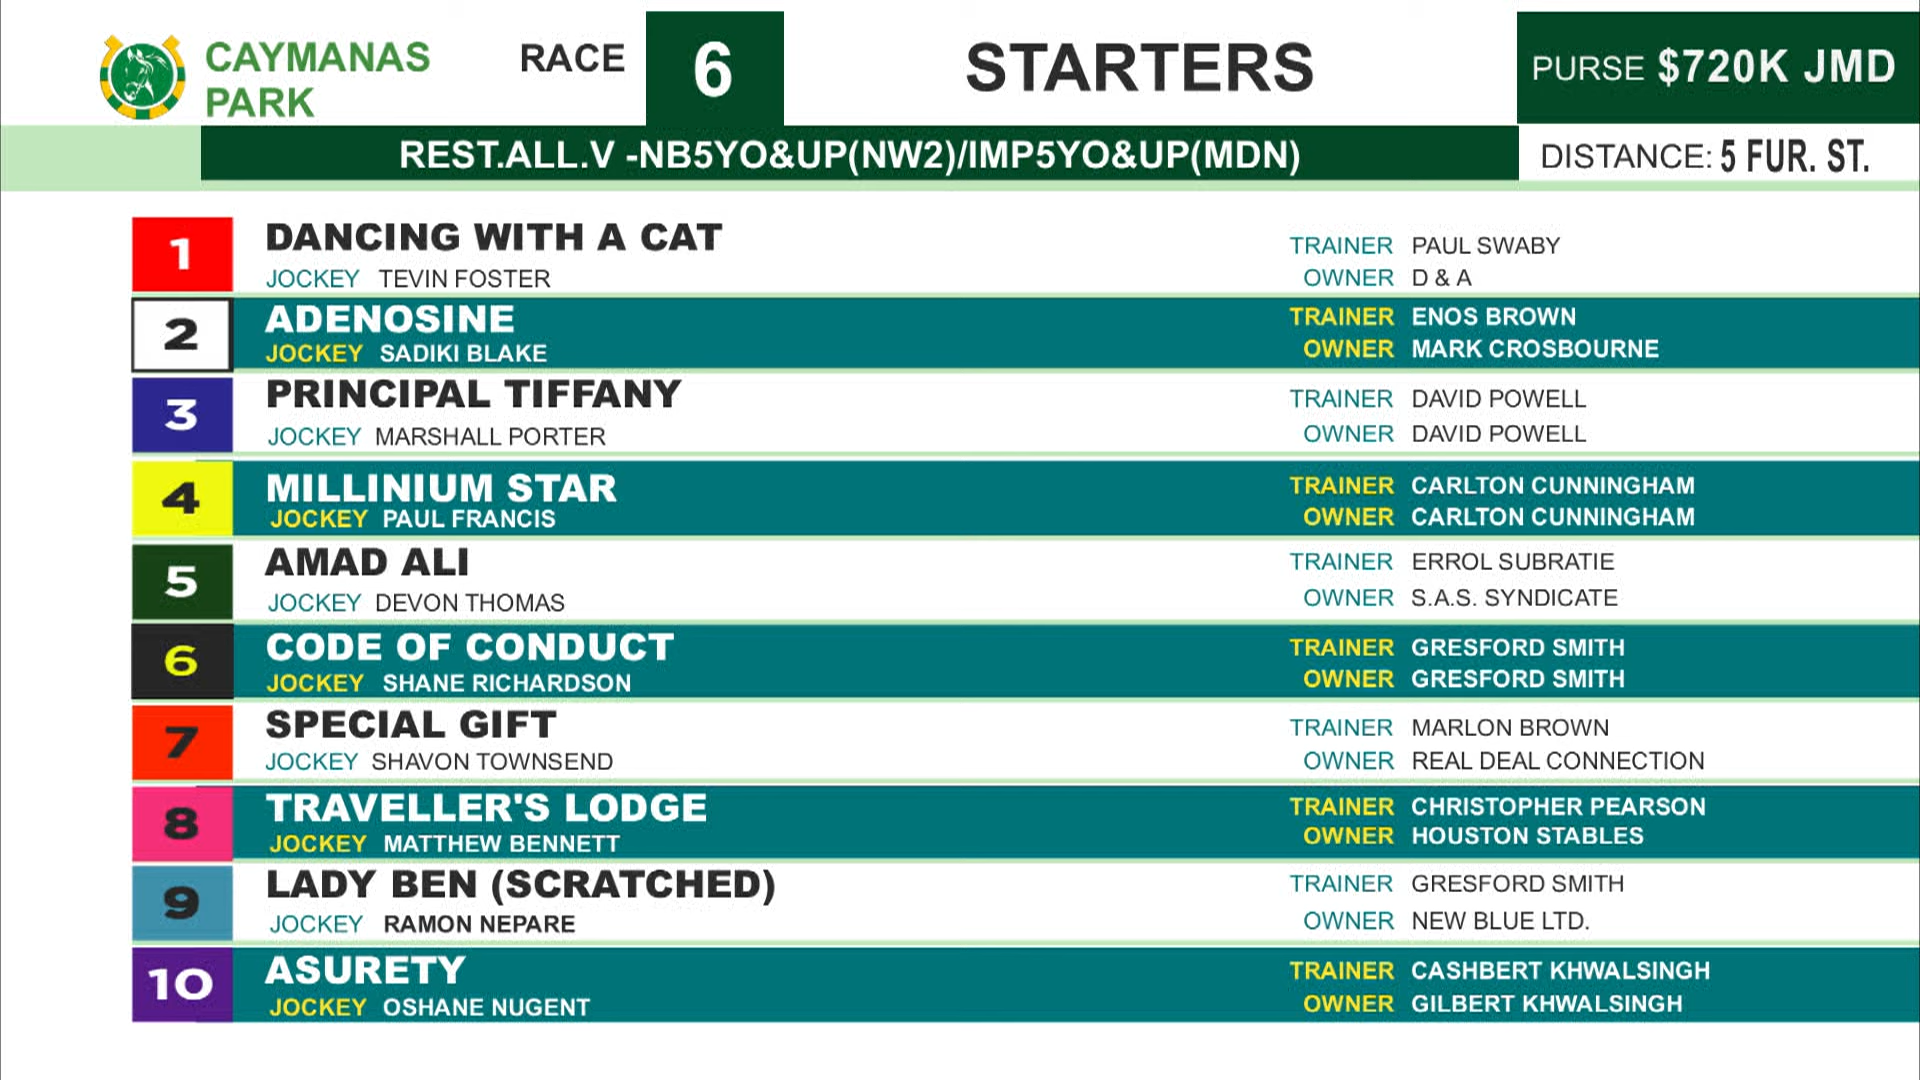 CAYMANAS PARK
RACE 6
STARTERS
PURSE $720K JMD
REST.ALL.V -NB5YO&UP(NW2)/IMP5YO&UP(MDN)
DISTANCE: 5 FUR. ST.
1 DANCING WITH A CAT
JOCKEY TEVIN FOSTER
TRAINER PAUL SWABY
OWNER D & A
2 ADENOSINE
JOCKEY SADIKI BLAKE
TRAINER ENOS BROWN
OWNER MARK CROSBOURNE
3 PRINCIPAL TIFFANY
JOCKEY MARSHALL PORTER
TRAINER DAVID POWELL
OWNER DAVID POWELL
4 MILLINIUM STAR
JOCKEY PAUL FRANCIS
TRAINER CARLTON CUNNINGHAM
OWNER CARLTON CUNNINGHAM
5 AMAD ALI
JOCKEY DEVON THOMAS
TRAINER ERROL SUBRATIE
OWNER S.A.S. SYNDICATE
6 CODE OF CONDUCT
JOCKEY SHANE RICHARDSON
TRAINER GRESFORD SMITH
OWNER GRESFORD SMITH
7 SPECIAL GIFT
JOCKEY SHAVON TOWNSEND
TRAINER MARLON BROWN
OWNER REAL DEAL CONNECTION
8 TRAVELLER'S LODGE
JOCKEY MATTHEW BENNETT
TRAINER CHRISTOPHER PEARSON
OWNER HOUSTON STABLES
9 LADY BEN (SCRATCHED)
JOCKEY RAMON NEPARE
TRAINER GRESFORD SMITH
OWNER NEW BLUE LTD.
10 ASURETY
JOCKEY OSHANE NUGENT
TRAINER CASHBERT KHWALSINGH
OWNER GILBERT KHWALSINGH